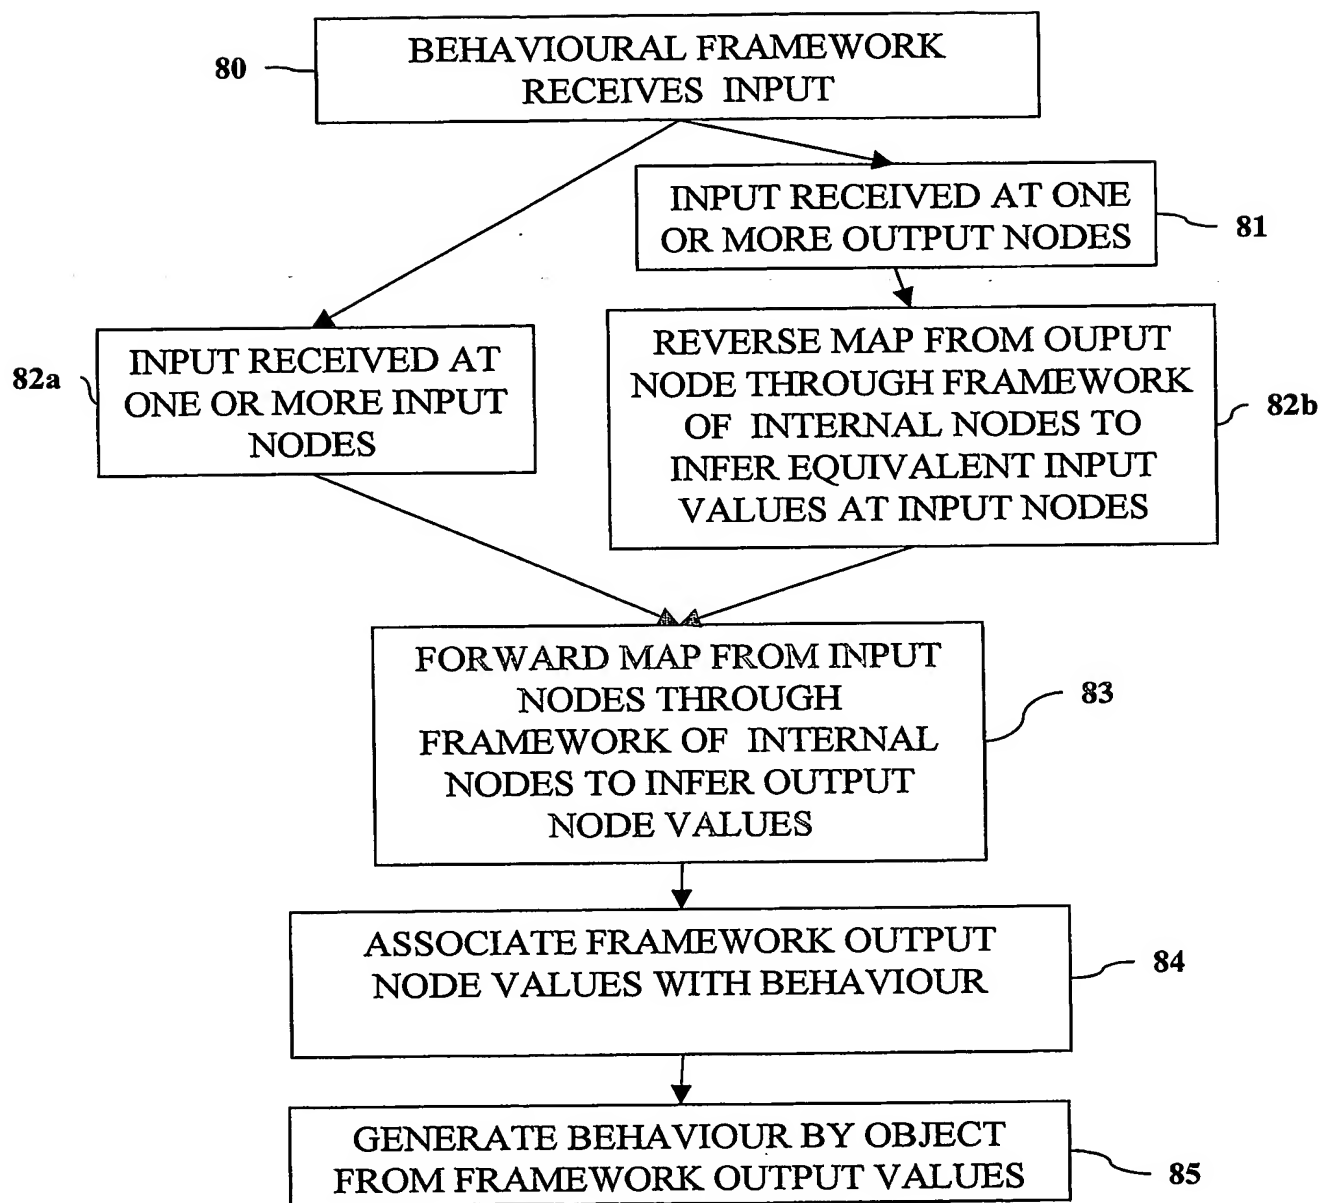 BEHAVIOURAL FRAMEWORK
RECEIVES INPUT
80
INPUT RECEIVED AT ONE
OR MORE OUTPUT NODES
81
INPUT RECEIVED AT
ONE OR MORE INPUT
NODES
82a
REVERSE MAP FROM OUPUT
NODE THROUGH FRAMEWORK
OF INTERNAL NODES TO
INFER EQUIVALENT INPUT
VALUES AT INPUT NODES
82b
FORWARD MAP FROM INPUT
NODES THROUGH
FRAMEWORK OF INTERNAL
NODES TO INFER OUTPUT
NODE VALUES
83
ASSOCIATE FRAMEWORK OUTPUT
NODE VALUES WITH BEHAVIOUR
84
GENERATE BEHAVIOUR BY OBJECT
FROM FRAMEWORK OUTPUT VALUES
85